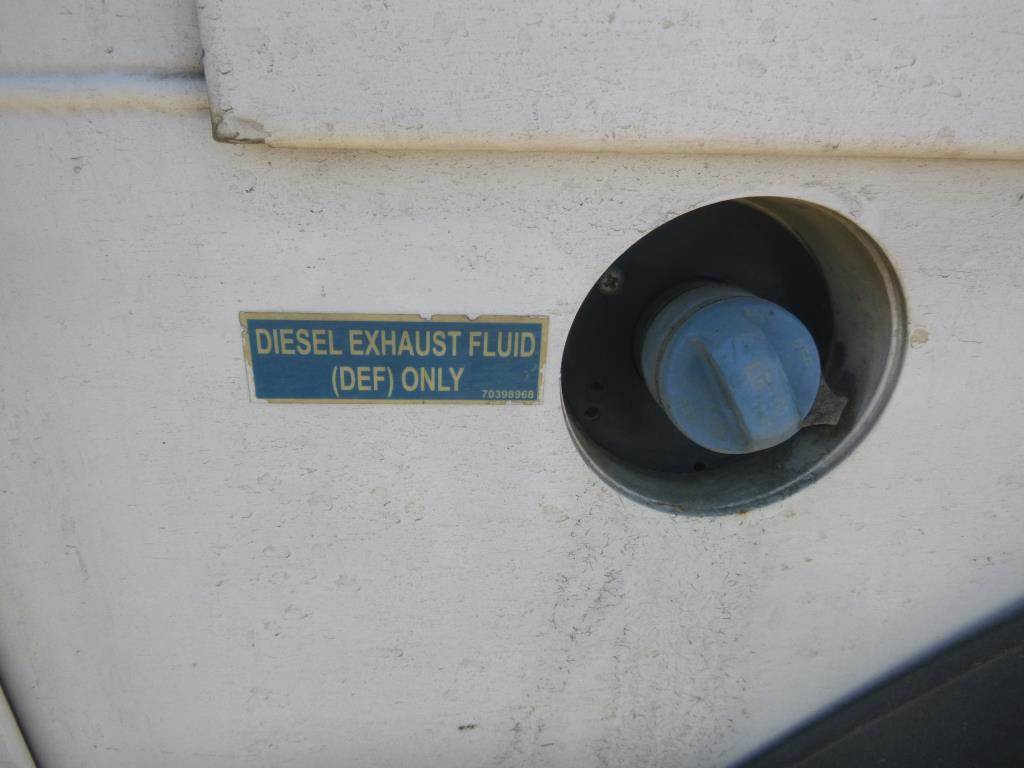 DIESEL EXHAUST FLUID
(DEF) ONLY
70398968